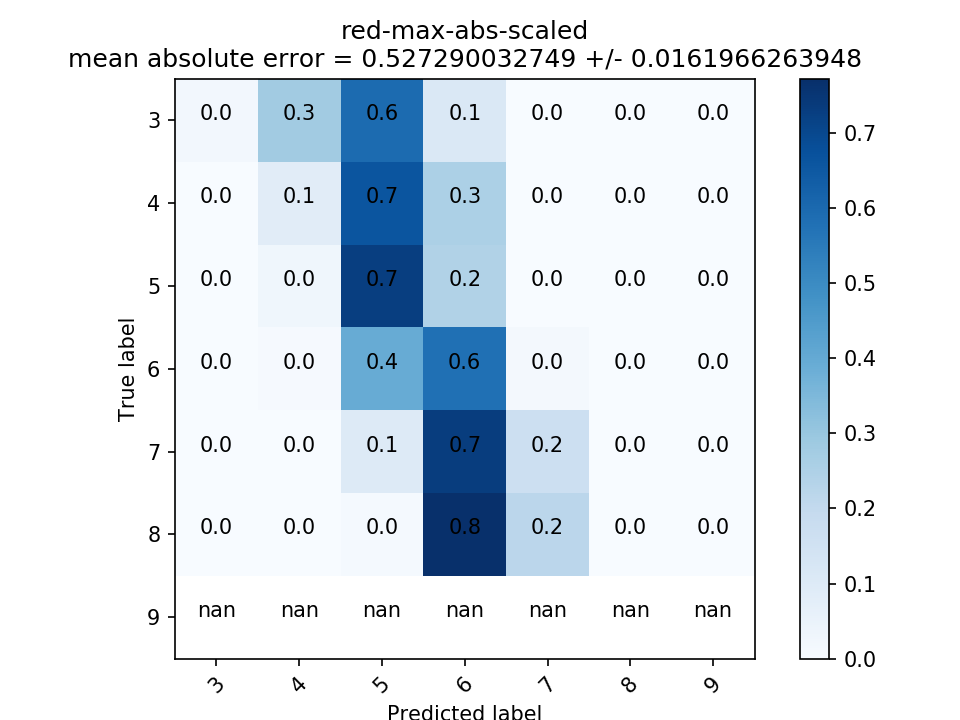 red-max-abs-scaled
mean absolute error = 0.527290032749 +/- 0.0161966263948
3 0.0 0.3 0.6 0.1 0.0 0.0 0.0
4 0.0 0.1 0.7 0.3 0.0 0.0 0.0
5 0.0 0.0 0.7 0.2 0.0 0.0 0.0
6 0.0 0.0 0.4 0.6 0.0 0.0 0.0
7 0.0 0.0 0.1 0.7 0.2 0.0 0.0
8 0.0 0.0 0.0 0.8 0.2 0.0 0.0
9 nan nan nan nan nan nan nan
3 4 5 6 7 8 9
True label
Predicted label
0.7
0.6
0.5
0.4
0.3
0.2
0.1
0.0